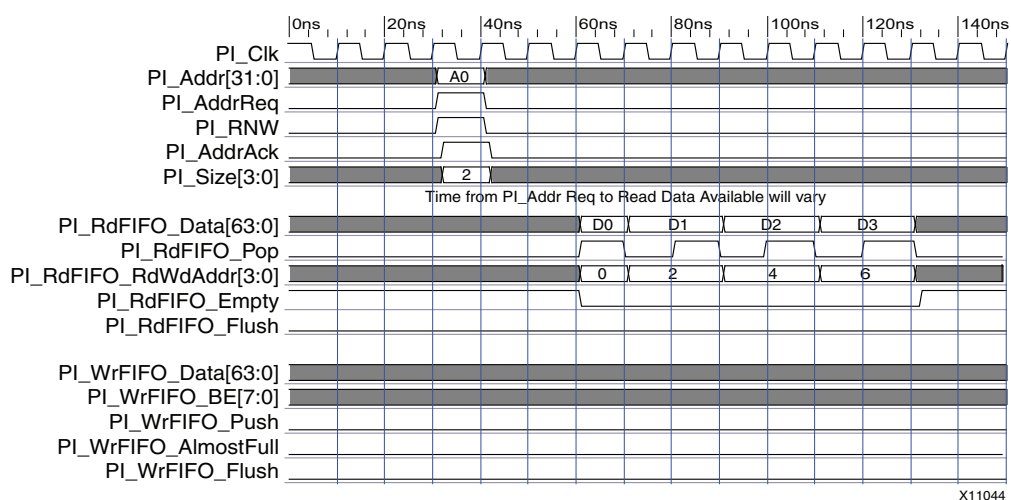 0ns 20ns 40ns 60ns 80ns 100ns 120ns 140ns
PI_Clk
PI_Addr[31:0] A0
PI_AddrReq
PI_RNW
PI_AddrAck
PI_Size[3:0] 2
Time from PI_Addr Req to Read Data Available will vary
PI_RdFIFO_Data[63:0] D0 D1 D2 D3
PI_RdFIFO_Pop
PI_RdFIFO_RdWdAddr[3:0] 0 2 4 6
PI_RdFIFO_Empty
PI_RdFIFO_Flush
PI_WrFIFO_Data[63:0]
PI_WrFIFO_BE[7:0]
PI_WrFIFO_Push
PI_WrFIFO_AlmostFull
PI_WrFIFO_Flush
X11044